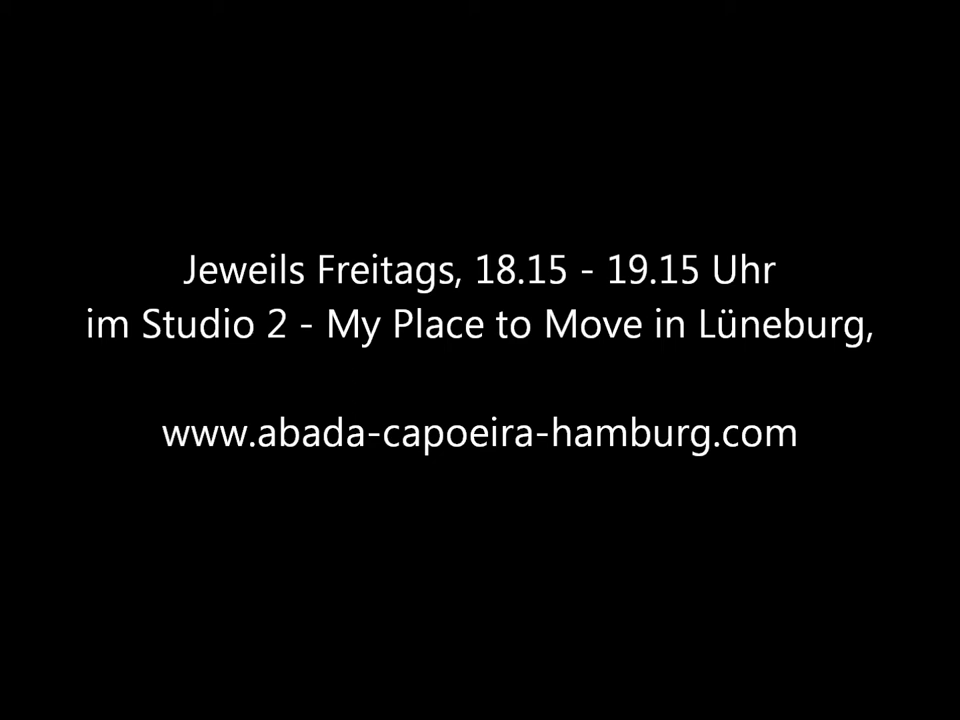 Jeweils Freitags, 18.15 - 19.15 Uhr
im Studio 2 - My Place to Move in Lüneburg,
www.abada-capoeira-hamburg.com